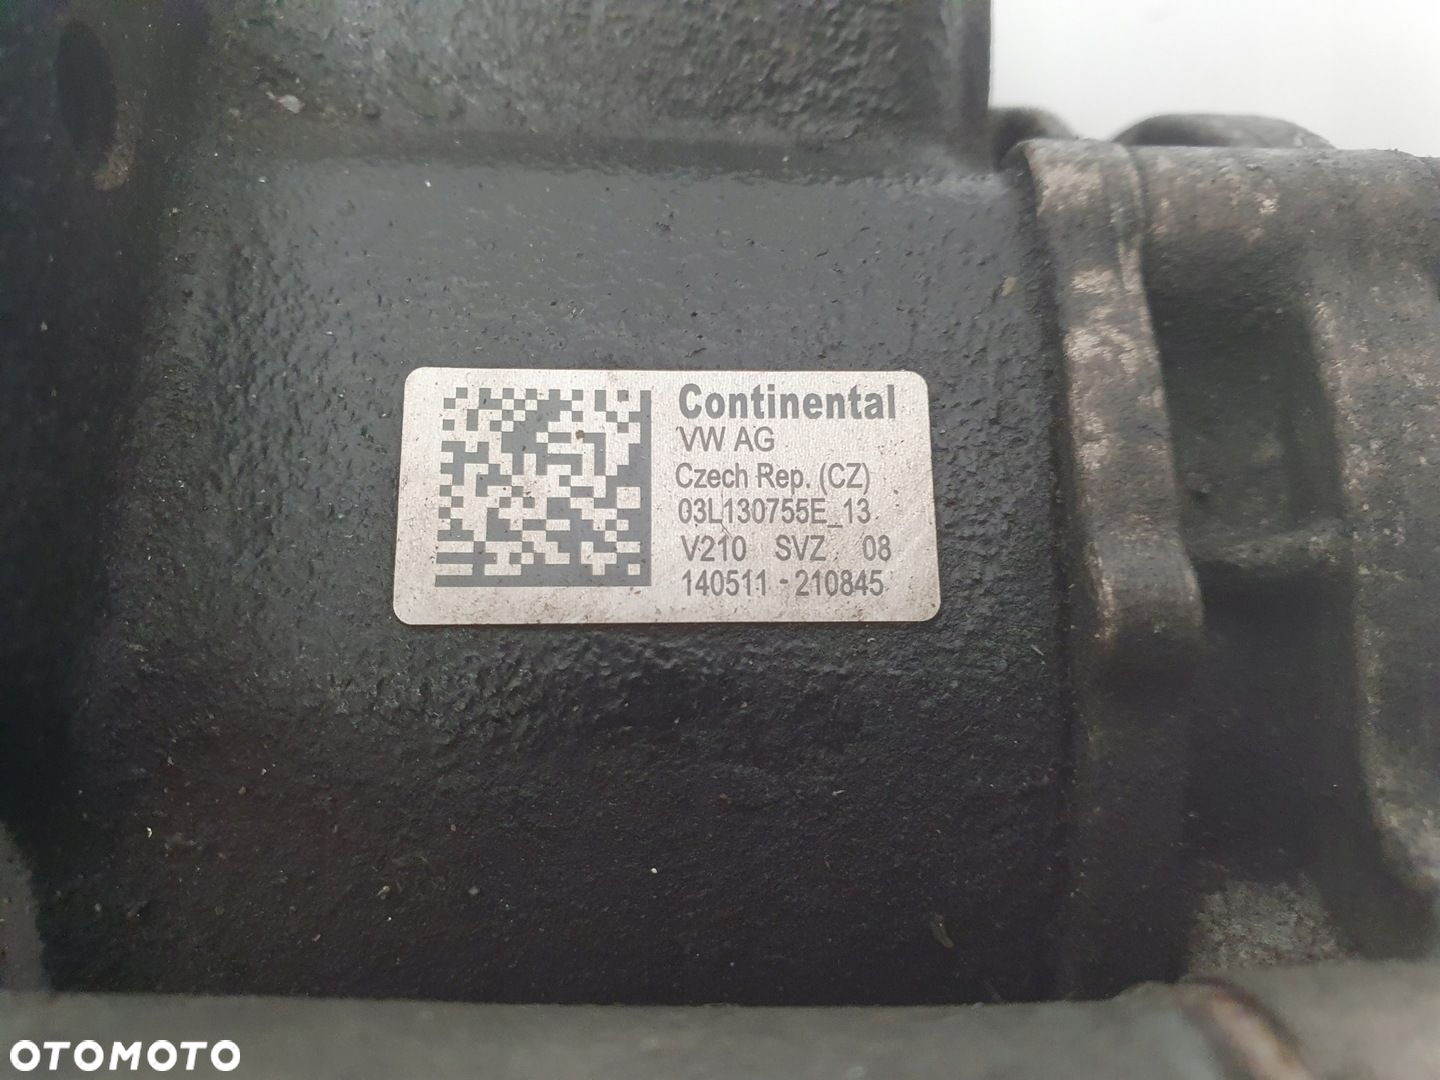 Continental
VW AG
Czech Rep. (CZ)
03L130755E_13
V210 SVZ 08
140511 - 210845
OTOMOTO